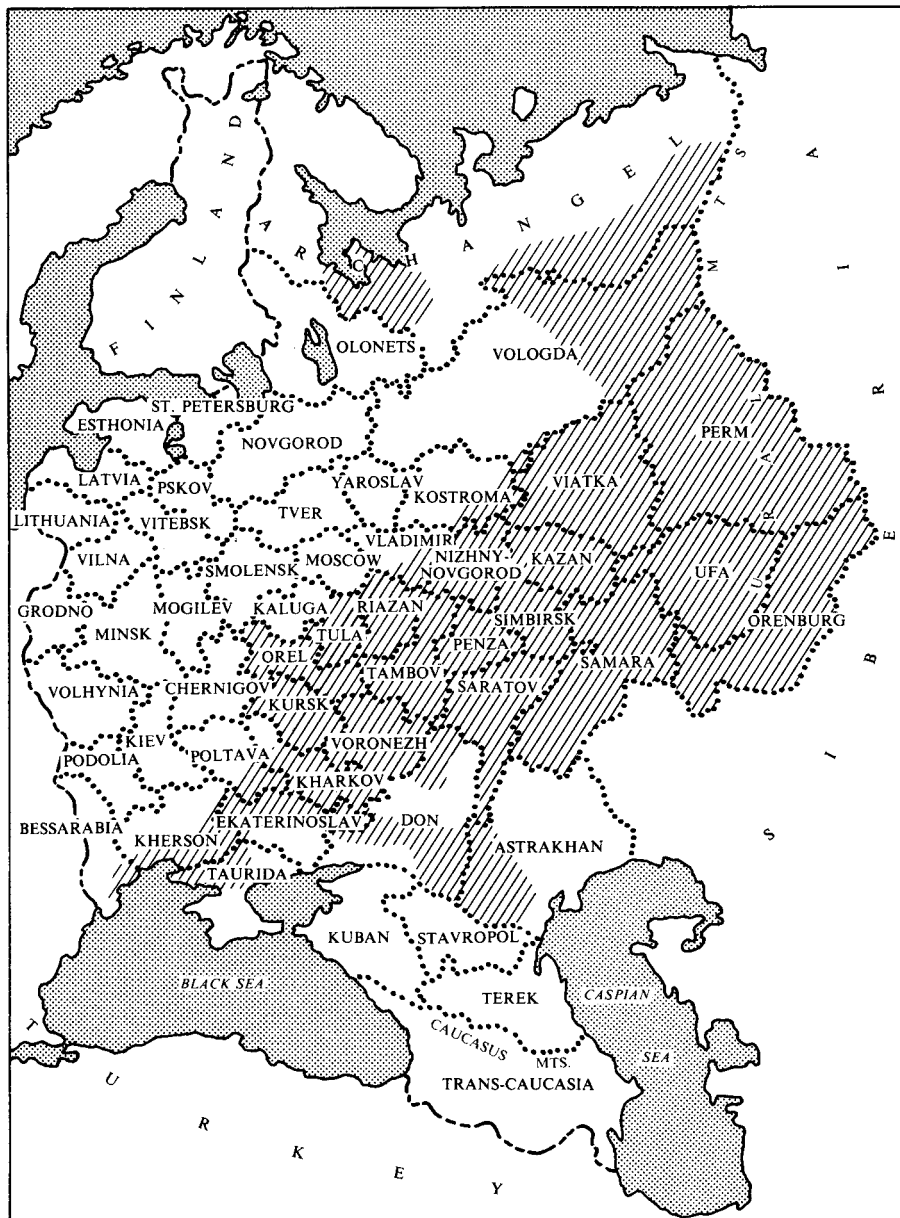 FINLAND
ARCHANGEL
URAL MTS
SIBERIA
OLONETS
VOLOGDA
ST. PETERSBURG
ESTHONIA
NOVGOROD
PERM
LATVIA
PSKOV
YAROSLAV
KOSTROMA
VIATKA
LITHUANIA
VITEBSK
TVER
VLADIMIR
VILNA
SMOLENSK
MOSCOW
NIZHNY-
NOVGOROD
KAZAN
UFA
GRODNO
MOGILEV
KALUGA
RIAZAN
SIMBIRSK
ORENBURG
MINSK
TULA
PENZA
OREL
TAMBOV
SAMARA
VOLHYNIA
CHERNIGOV
SARATOV
KURSK
KIEV
VORONEZH
PODOLIA
POLTAVA
KHARKOV
BESSARABIA
KHERSON
EKATERINOSLAV
DON
ASTRAKHAN
TAURIDA
KUBAN
STAVROPOL
BLACK SEA
TEREK
CASPIAN
SEA
CAUCASUS
MTS.
TRANS-CAUCASIA
TURKEY